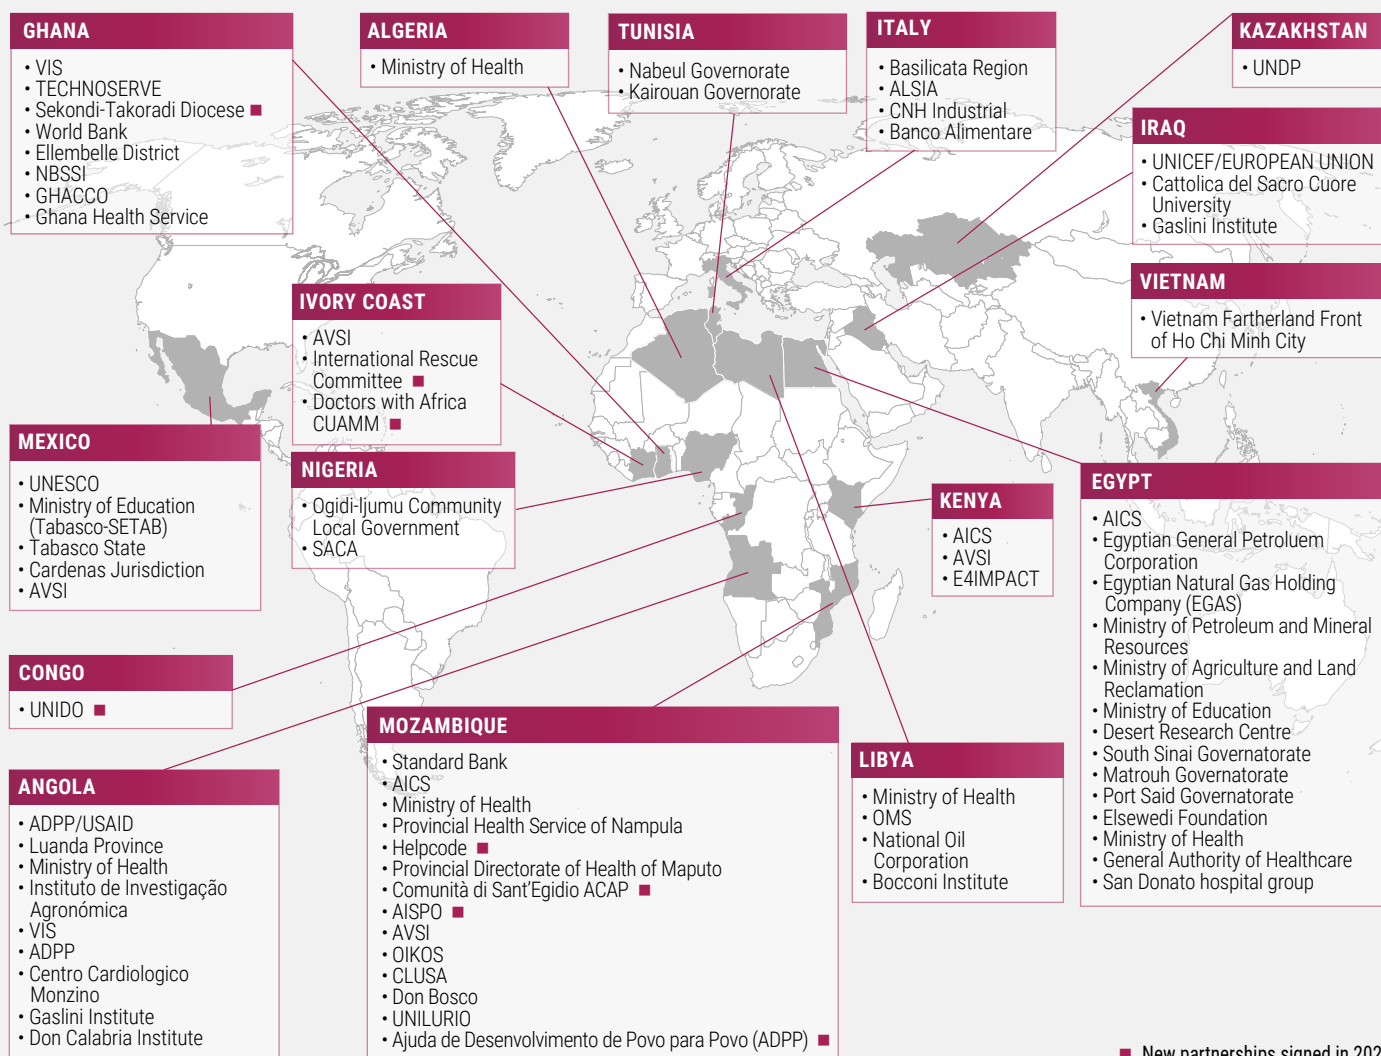 GHANA
• VIS
• TECHNOSERVE
• Sekondi-Takoradi Diocese ■
• World Bank
• Ellembelle District
• NBSSI
• GHACCO
• Ghana Health Service
ALGERIA
• Ministry of Health
TUNISIA
• Nabeul Governorate
• Kairouan Governorate
ITALY
• Basilicata Region
• ALSIA
• CNH Industrial
• Banco Alimentare
KAZAKHSTAN
• UNDP
IRAQ
• UNICEF/EUROPEAN UNION
• Cattolica del Sacro Cuore
University
• Gaslini Institute
VIETNAM
• Vietnam Fartherland Front
of Ho Chi Minh City
IVORY COAST
• AVSI
• International Rescue
Committee ■
• Doctors with Africa
CUAMM ■
MEXICO
• UNESCO
• Ministry of Education
(Tabasco-SETAB)
• Tabasco State
• Cardenas Jurisdiction
• AVSI
NIGERIA
• Ogidi-Ijumu Community
Local Government
• SACA
KENYA
• AICS
• AVSI
• E4IMPACT
EGYPT
• AICS
• Egyptian General Petroluem
Corporation
• Egyptian Natural Gas Holding
Company (EGAS)
• Ministry of Petroleum and Mineral
Resources
• Ministry of Agriculture and Land
Reclamation
• Ministry of Education
• Desert Research Centre
• South Sinai Governatorate
• Matrouh Governatorate
• Port Said Governatorate
• Elsewedi Foundation
• Ministry of Health
• General Authority of Healthcare
• San Donato hospital group
CONGO
• UNIDO ■
ANGOLA
• ADPP/USAID
• Luanda Province
• Ministry of Health
• Instituto de Investigação
Agronómica
• VIS
• ADPP
• Centro Cardiologico
Monzino
• Gaslini Institute
• Don Calabria Institute
MOZAMBIQUE
• Standard Bank
• AICS
• Ministry of Health
• Provincial Health Service of Nampula
• Helpcode ■
• Provincial Directorate of Health of Maputo
• Comunità di Sant'Egidio ACAP ■
• AISPO ■
• AVSI
• OIKOS
• CLUSA
• Don Bosco
• UNILURIO
• Ajuda de Desenvolvimento de Povo para Povo (ADPP) ■
LIBYA
• Ministry of Health
• OMS
• National Oil
Corporation
• Bocconi Institute
■ New partnerships signed in 202